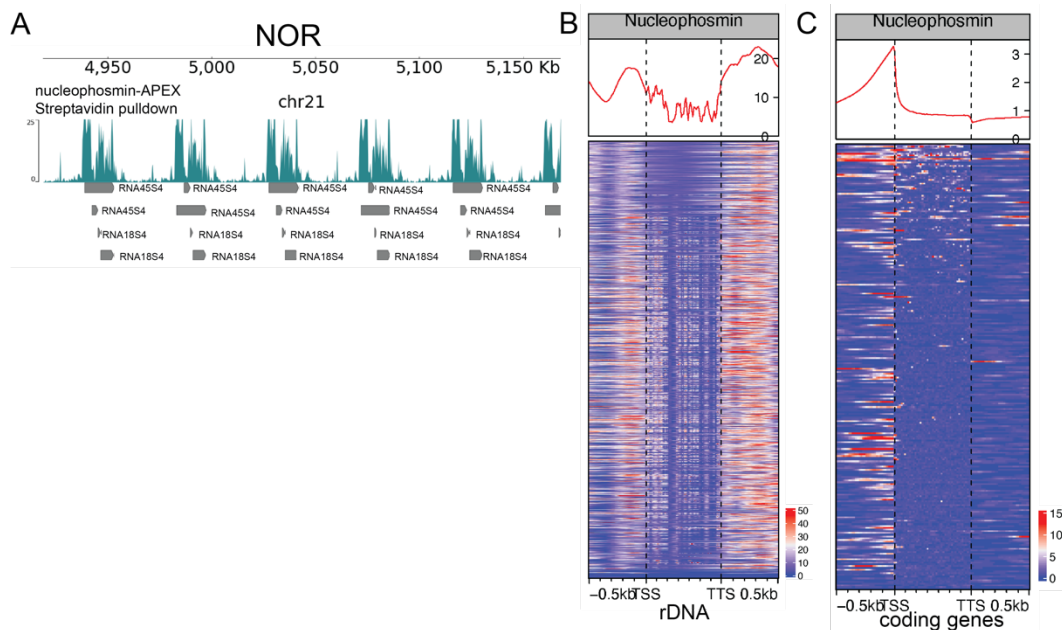 A
NOR
4,950 5,000 5,050 5,100 5,150 Kb
nucleophosmin-APEX
Streptavidin pulldown
chr21
25
0
RNA45S4 RNA45S4 RNA45S4 RNA45S4 RNA45S4
RNA45S4 RNA45S4 RNA45S4 RNA45S4 RNA45S4
RNA18S4 RNA18S4 RNA18S4 RNA18S4 RNA18S4
RNA18S4 RNA18S4 RNA18S4 RNA18S4 RNA18S4
B
Nucleophosmin
20
10
0
50
40
30
20
10
0
−0.5kb TSS TTS 0.5kb
rDNA
C
Nucleophosmin
3
2
1
0
15
10
5
0
−0.5kb TSS TTS 0.5kb
coding genes